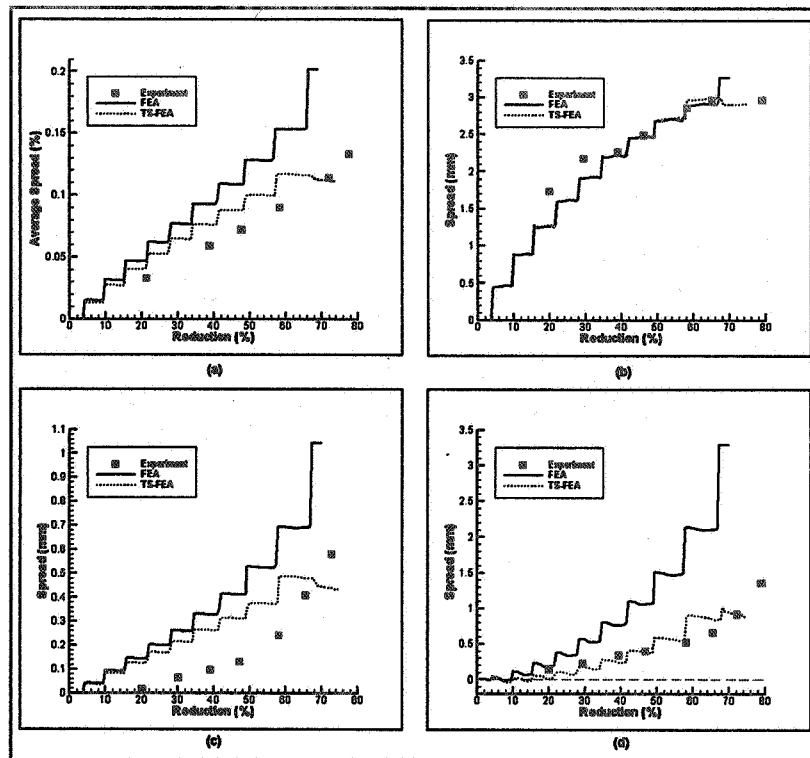 0.2
0.15
0.1
0.05
0
Average Spread (%)
Experiment
FEA
TS-FEA
0 10 20 30 40 50 60 70 80
Reduction (%)
(a)
3.5
3
2.5
2
1.5
1
0.5
0
Spread (mm)
Experiment
FEA
TS-FEA
0 10 20 30 40 50 60 70 80
Reduction (%)
(b)
1.1
1
0.9
0.8
0.7
0.6
0.5
0.4
0.3
0.2
0.1
0
Spread (mm)
Experiment
FEA
TS-FEA
0 10 20 30 40 50 60 70 80
Reduction (%)
(c)
3.5
3
2.5
2
1.5
1
0.5
0
Spread (mm)
Experiment
FEA
TS-FEA
0 10 20 30 40 50 60 70 80
Reduction (%)
(d)